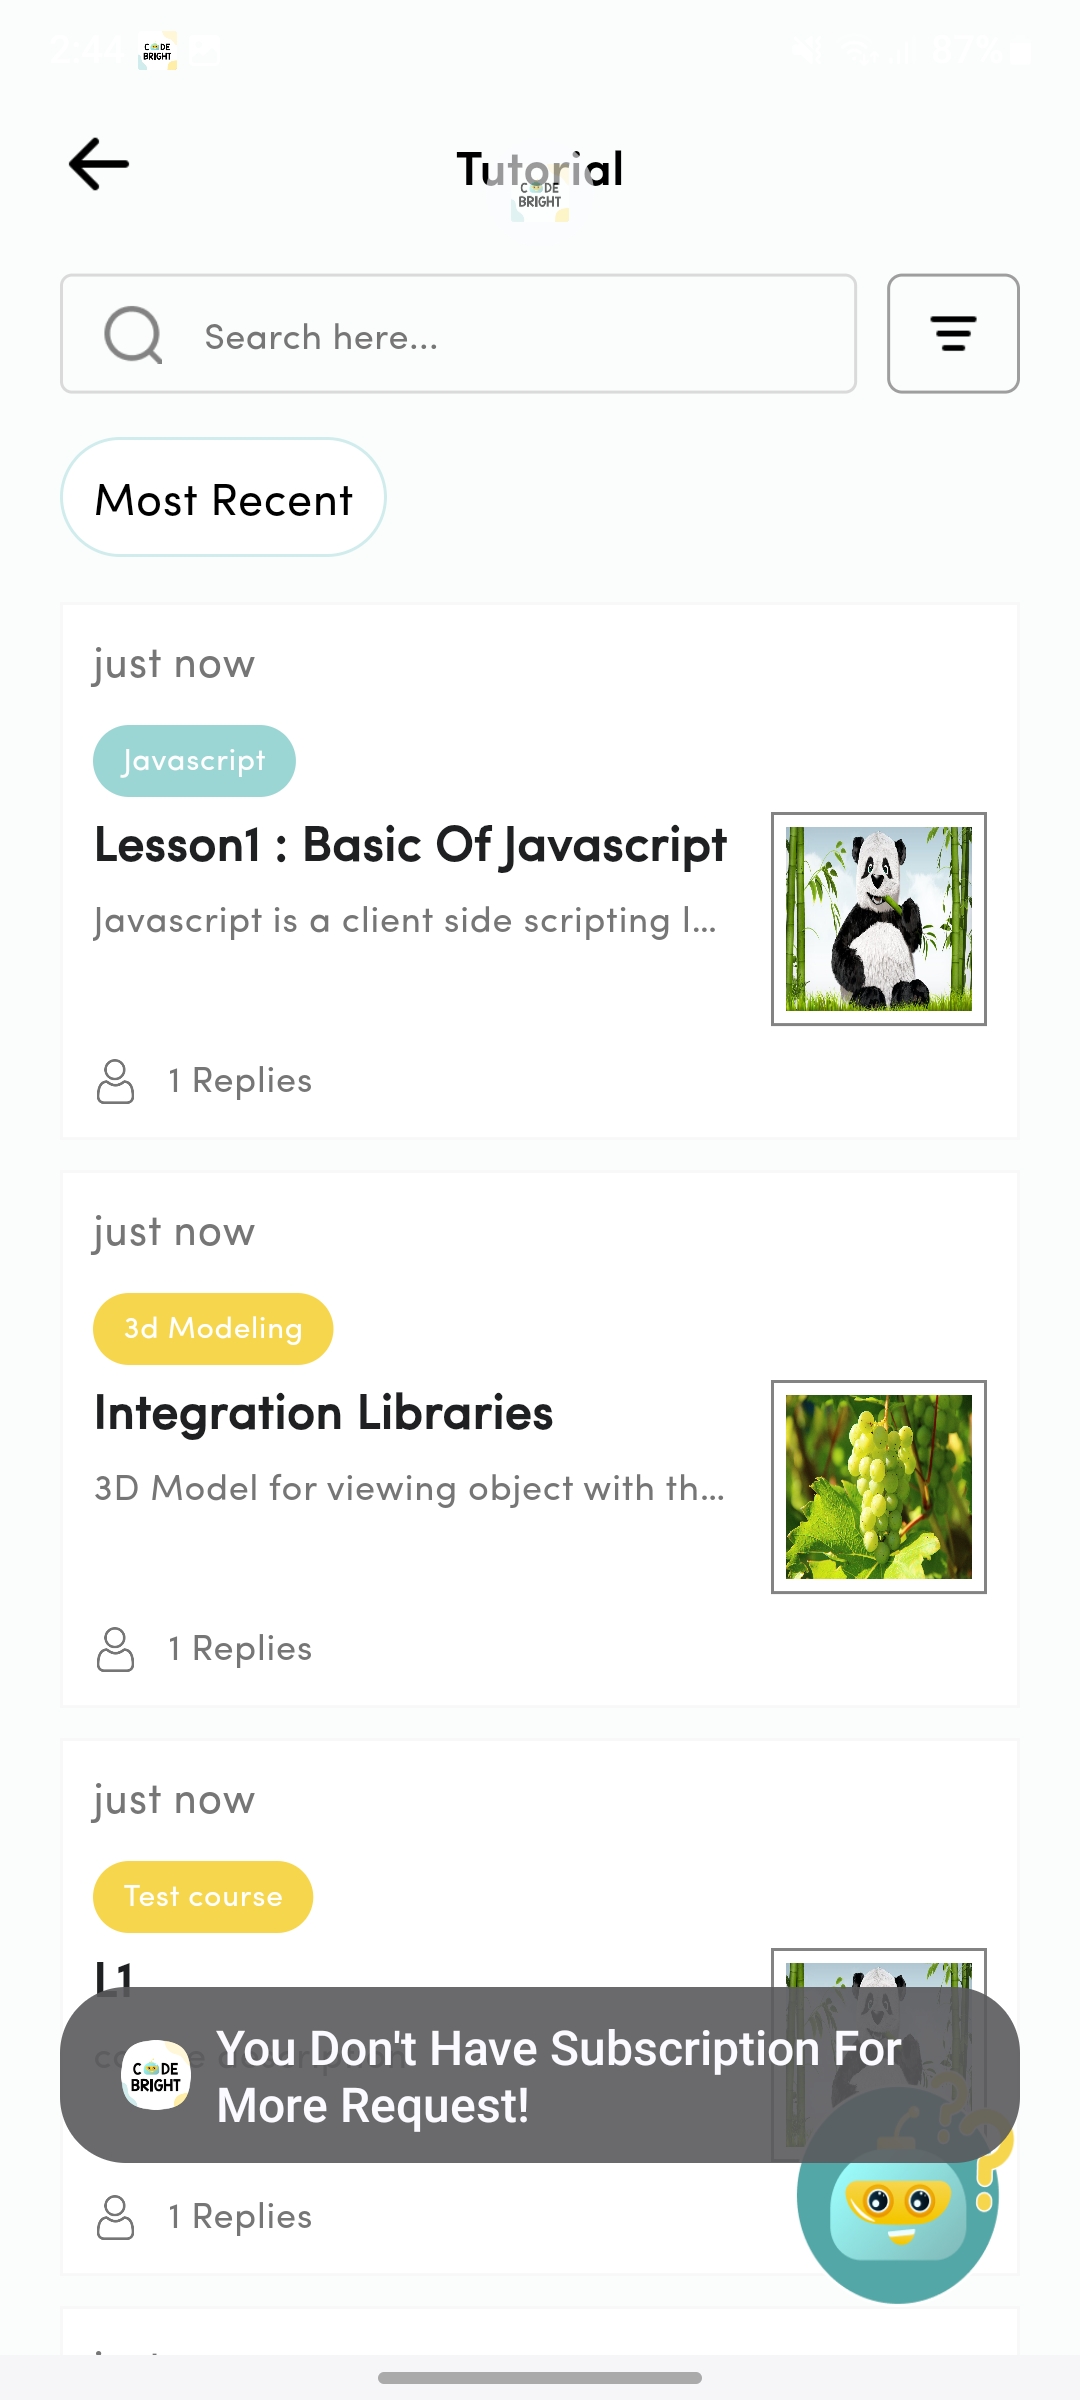 2:44
CODE
BRIGHT
87%
Tutorial
CODE
BRIGHT
Search here...
Most Recent
just now
Javascript
Lesson1 : Basic Of Javascript
Javascript is a client side scripting l...
1 Replies
just now
3d Modeling
Integration Libraries
3D Model for viewing object with th...
1 Replies
just now
Test course
L1
CODE
BRIGHT
You Don't Have Subscription For
More Request!
1 Replies